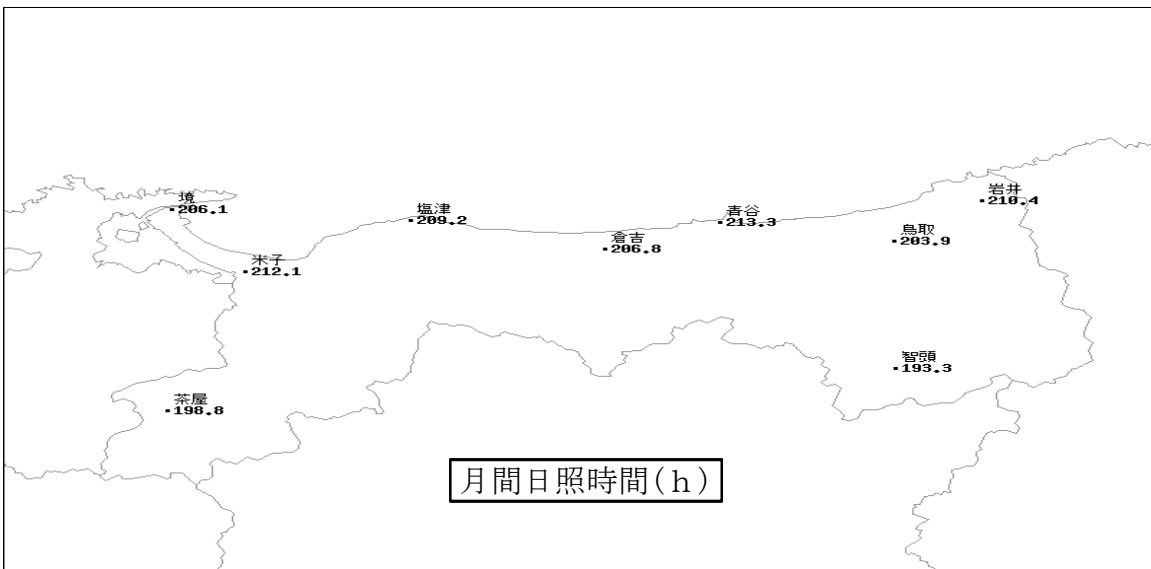 境
206.1
塩津
209.2
青谷
213.3
岩井
210.4
倉吉
206.8
鳥取
203.9
米子
212.1
智頭
193.3
茶屋
198.8
月間日照時間(h)